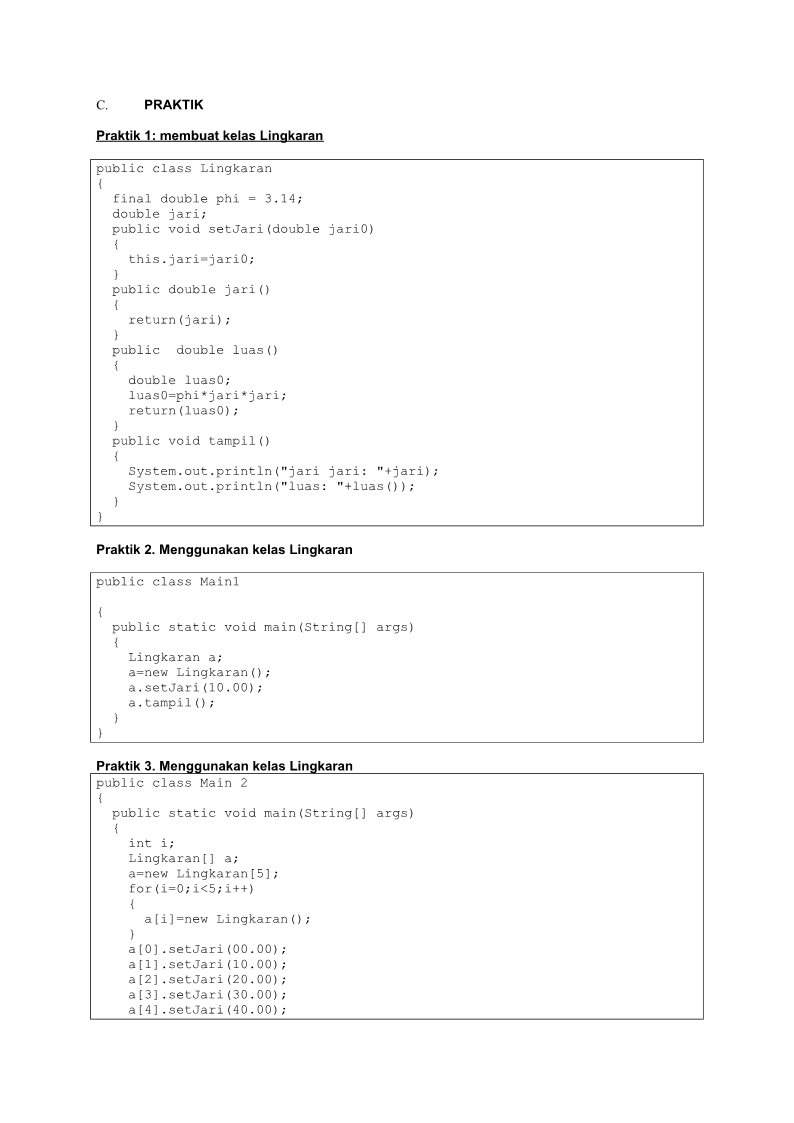 C. PRAKTIK
Praktik 1: membuat kelas Lingkaran
public class Lingkaran
{
  final double phi = 3.14;
  double jari;
  public void setJari(double jari0)
  {
    this.jari=jari0;
  }
  public double jari()
  {
    return(jari);
  }
  public  double luas()
  {
    double luas0;
    luas0=phi*jari*jari;
    return(luas0);
  }
  public void tampil()
  {
    System.out.println("jari jari: "+jari);
    System.out.println("luas: "+luas());
  }
}
Praktik 2. Menggunakan kelas Lingkaran
public class Main1
{
  public static void main(String[] args)
  {
    Lingkaran a;
    a=new Lingkaran();
    a.setJari(10.00);
    a.tampil();
  }
}
Praktik 3. Menggunakan kelas Lingkaran
public class Main 2
{
  public static void main(String[] args)
  {
    int i;
    Lingkaran[] a;
    a=new Lingkaran[5];
    for(i=0;i<5;i++)
    {
      a[i]=new Lingkaran();
    }
    a[0].setJari(00.00);
    a[1].setJari(10.00);
    a[2].setJari(20.00);
    a[3].setJari(30.00);
    a[4].setJari(40.00);